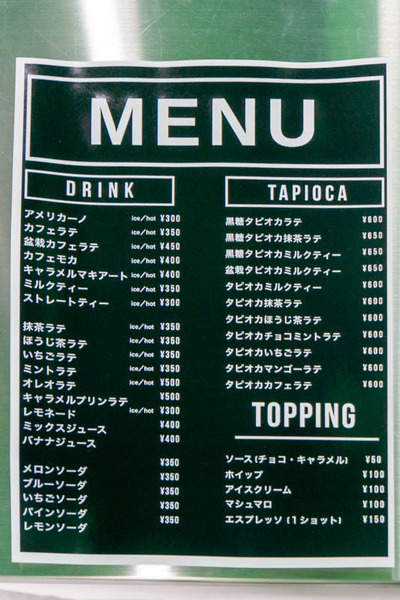 MENU
DRINK
アメリカーノ ice/hot ¥300
カフェラテ ice/hot ¥350
盆栽カフェラテ ice/hot ¥450
カフェモカ ice/hot ¥400
キャラメルマキアート ice/hot ¥400
ミルクティー ice/hot ¥350
ストレートティー ice/hot ¥300
抹茶ラテ ice/hot ¥350
ほうじ茶ラテ ice/hot ¥350
いちごラテ ice/hot ¥350
ミントラテ ice/hot ¥350
オレオラテ ice/hot ¥500
キャラメルプリンラテ ¥500
レモネード ice/hot ¥300
ミックスジュース ¥400
バナナジュース ¥400
メロンソーダ ¥350
ブルーソーダ ¥350
いちごソーダ ¥350
パインソーダ ¥350
レモンソーダ ¥350
TAPIOCA
黒糖タピオカラテ ¥600
黒糖タピオカ抹茶ラテ ¥650
黒糖タピオカミルクティー ¥650
盆栽タピオカミルクティー ¥650
タピオカミルクティー ¥600
タピオカ抹茶ラテ ¥600
タピオカほうじ茶ラテ ¥600
タピオカチョコミントラテ ¥600
タピオカいちごラテ ¥600
タピオカマンゴーラテ ¥600
タピオカカフェラテ ¥600
TOPPING
ソース(チョコ・キャラメル) ¥50
ホイップ ¥100
アイスクリーム ¥100
マシュマロ ¥100
エスプレッソ (1ショット) ¥150